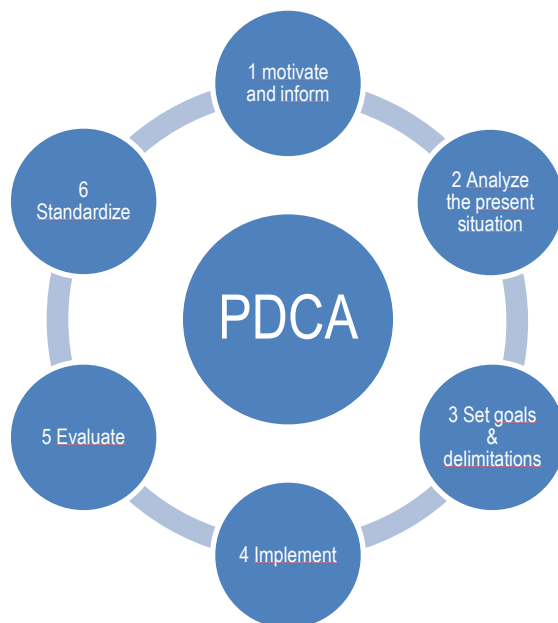 1 motivate
and inform
2 Analyze
the present
situation
3 Set goals
&
delimitations
4 Implement
5 Evaluate
6
Standardize
PDCA